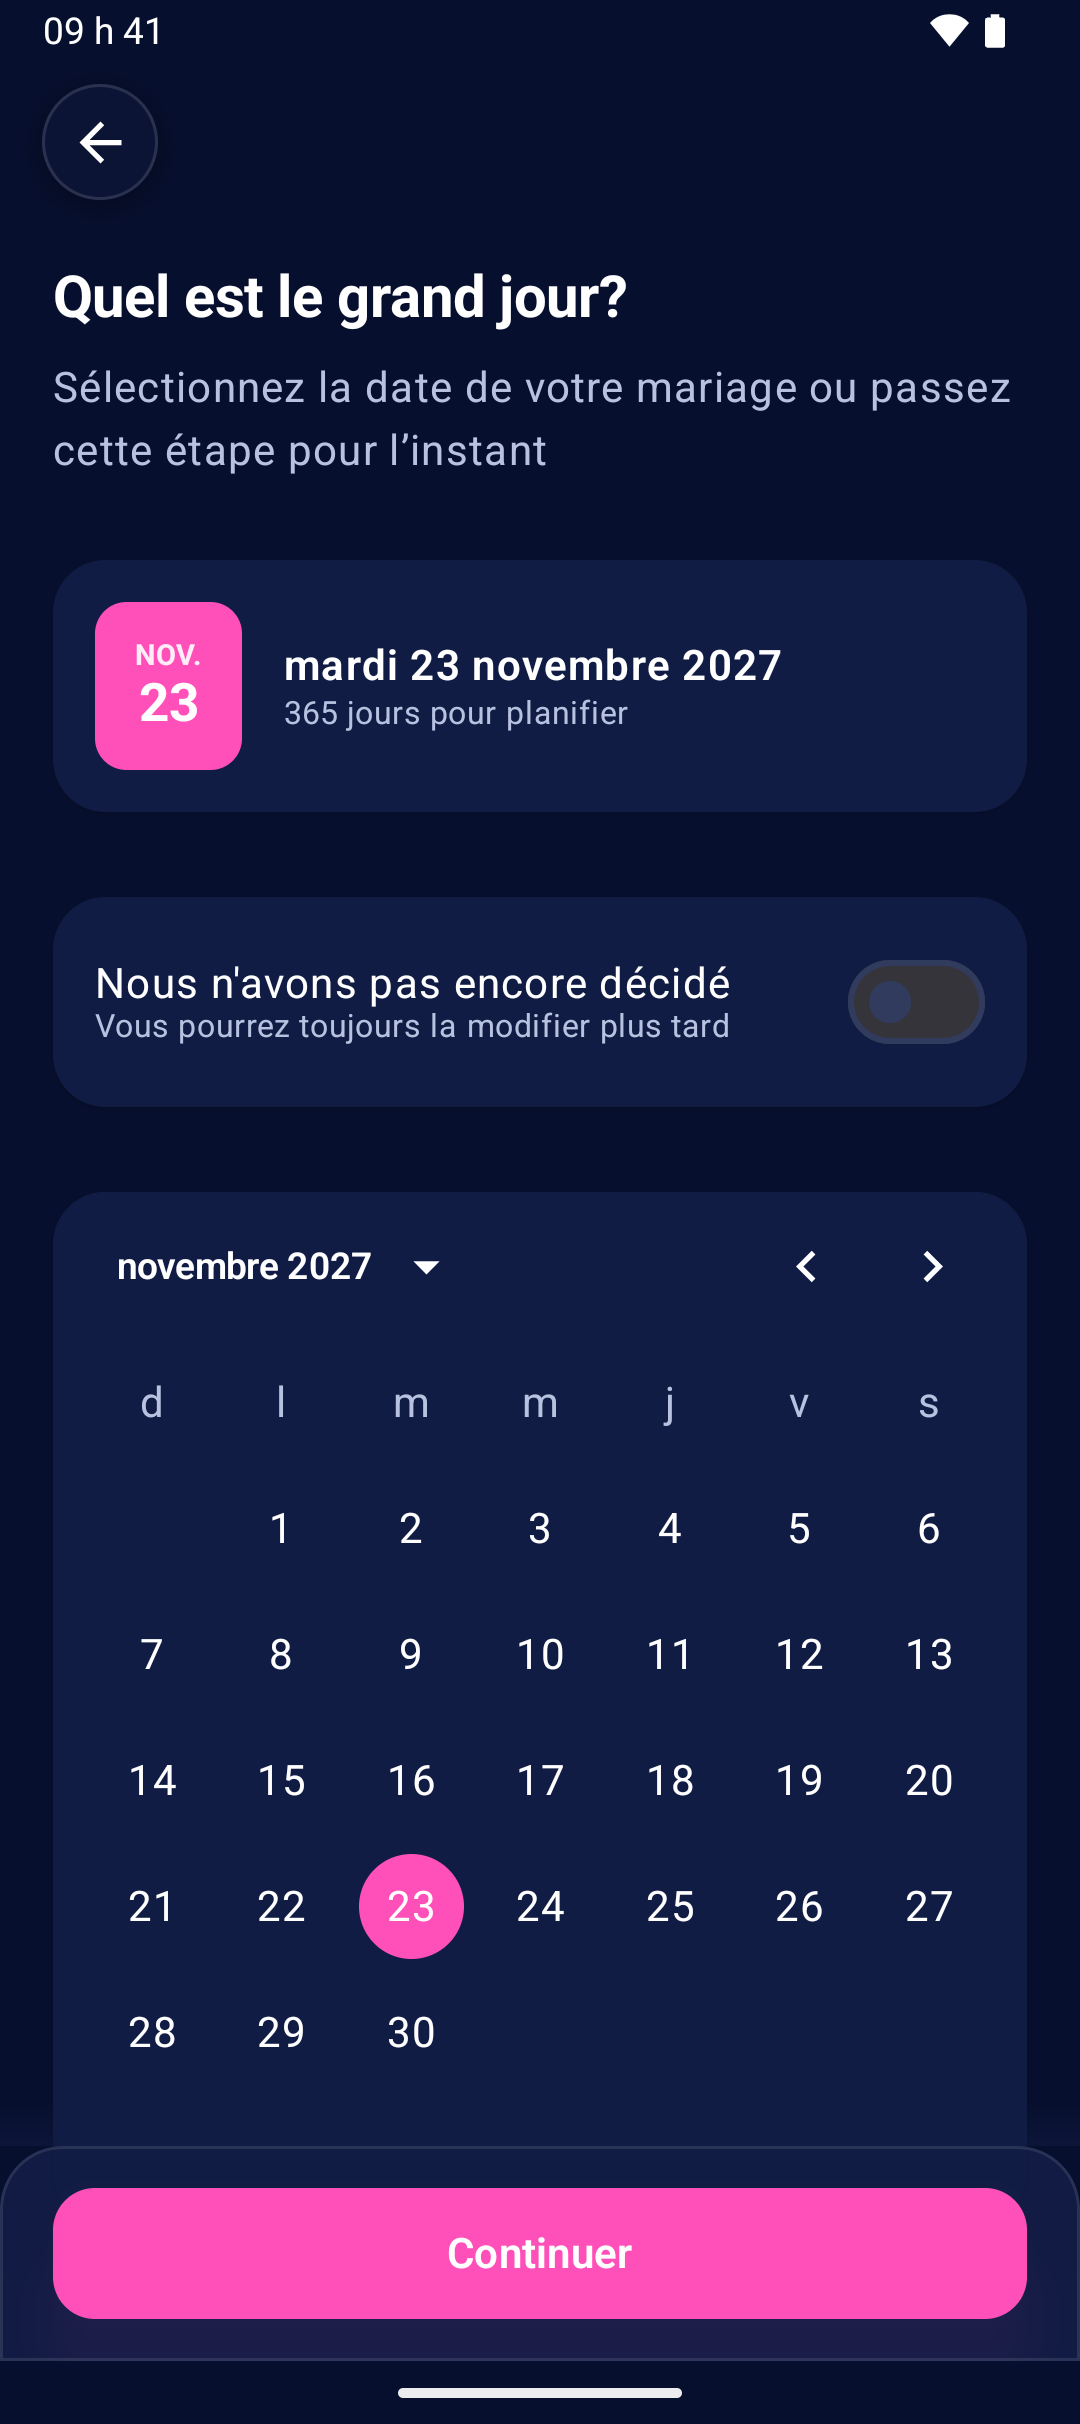 09 h 41
Quel est le grand jour?
Sélectionnez la date de votre mariage ou passez
cette étape pour l’instant
NOV.
23
mardi 23 novembre 2027
365 jours pour planifier
Nous n'avons pas encore décidé
Vous pourrez toujours la modifier plus tard
novembre 2027
d l m m j v s
1 2 3 4 5 6
7 8 9 10 11 12 13
14 15 16 17 18 19 20
21 22 23 24 25 26 27
28 29 30
Continuer